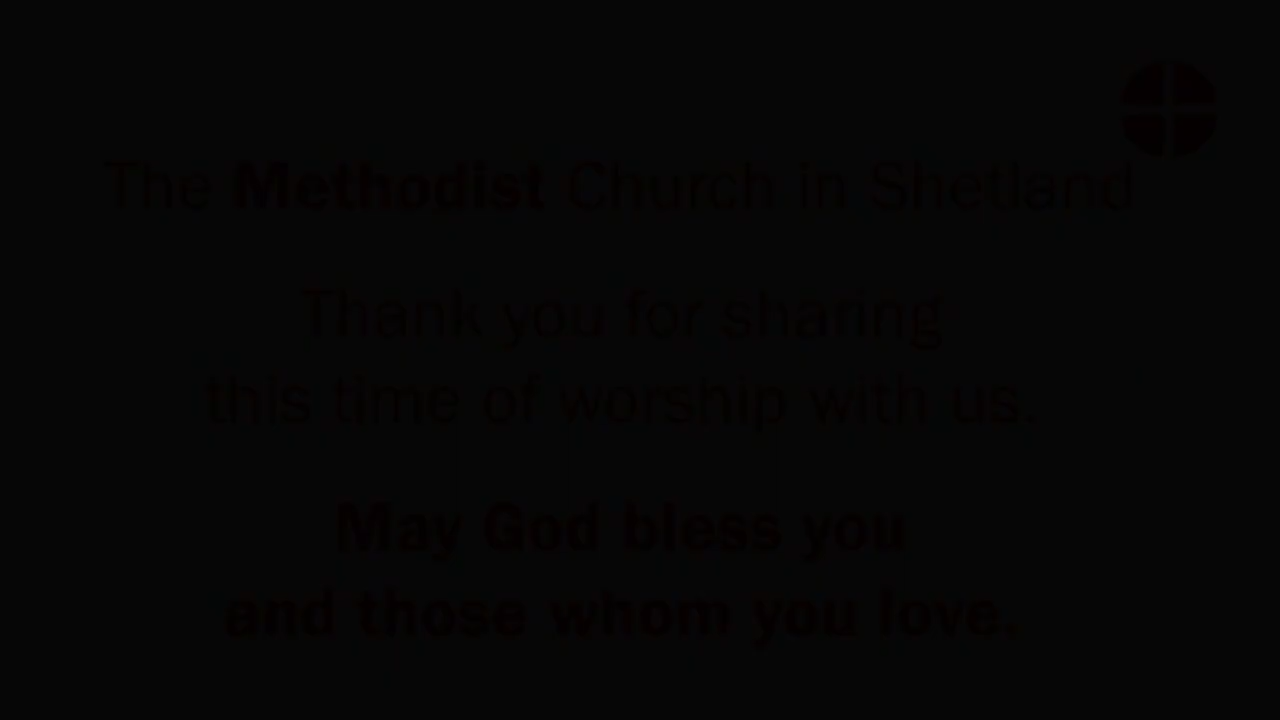 The Methodist Church in Shetland
Thank you for sharing
this time of worship with us.
May God bless you
and those whom you love.